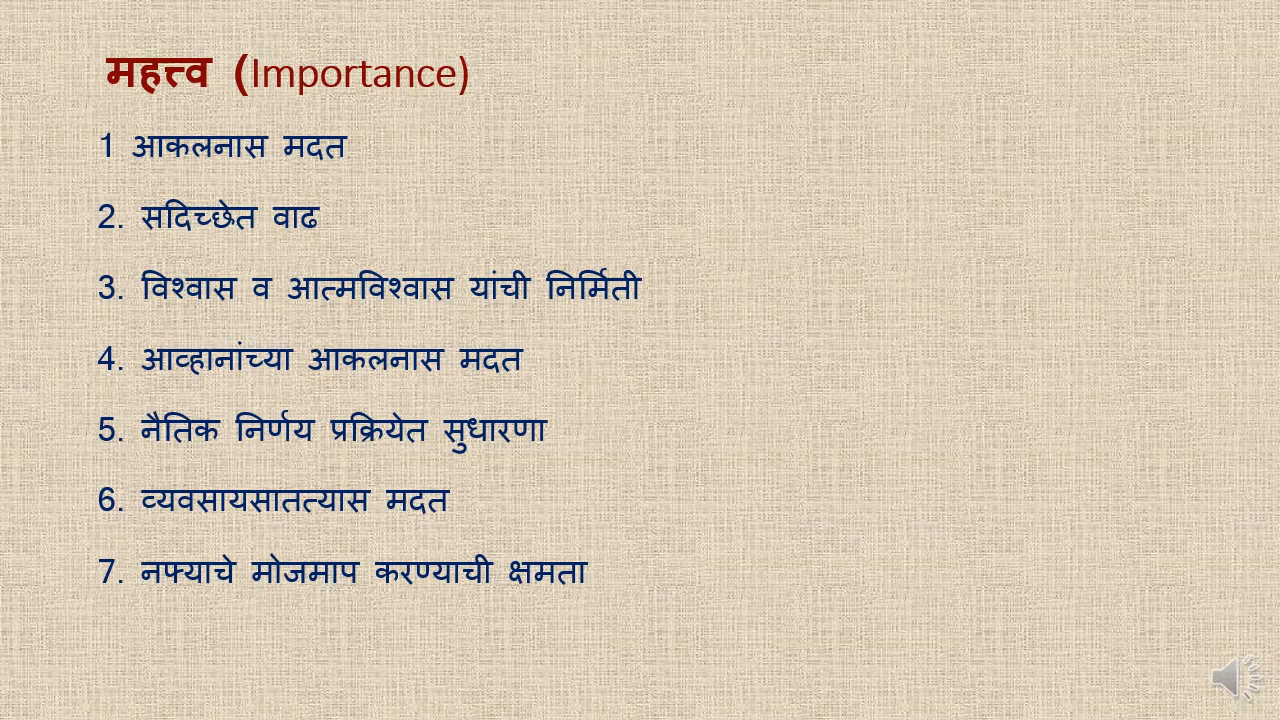 महत्त्व (Importance)
1 आकलनास मदत
2. सदिच्छेत वाढ
3. विश्वास व आत्मविश्वास यांची निर्मिती
4. आव्हानांच्या आकलनास मदत
5. नैतिक निर्णय प्रक्रियेत सुधारणा
6. व्यवसायसातत्यास मदत
7. नफ्याचे मोजमाप करण्याची क्षमता